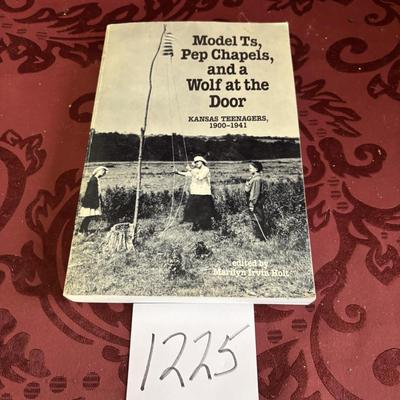 Model Ts,
Pep Chapels,
and a
Wolf at the
Door
KANSAS TEENAGERS,
1900–1941
edited by
Marilyn Irvin Holt
1225